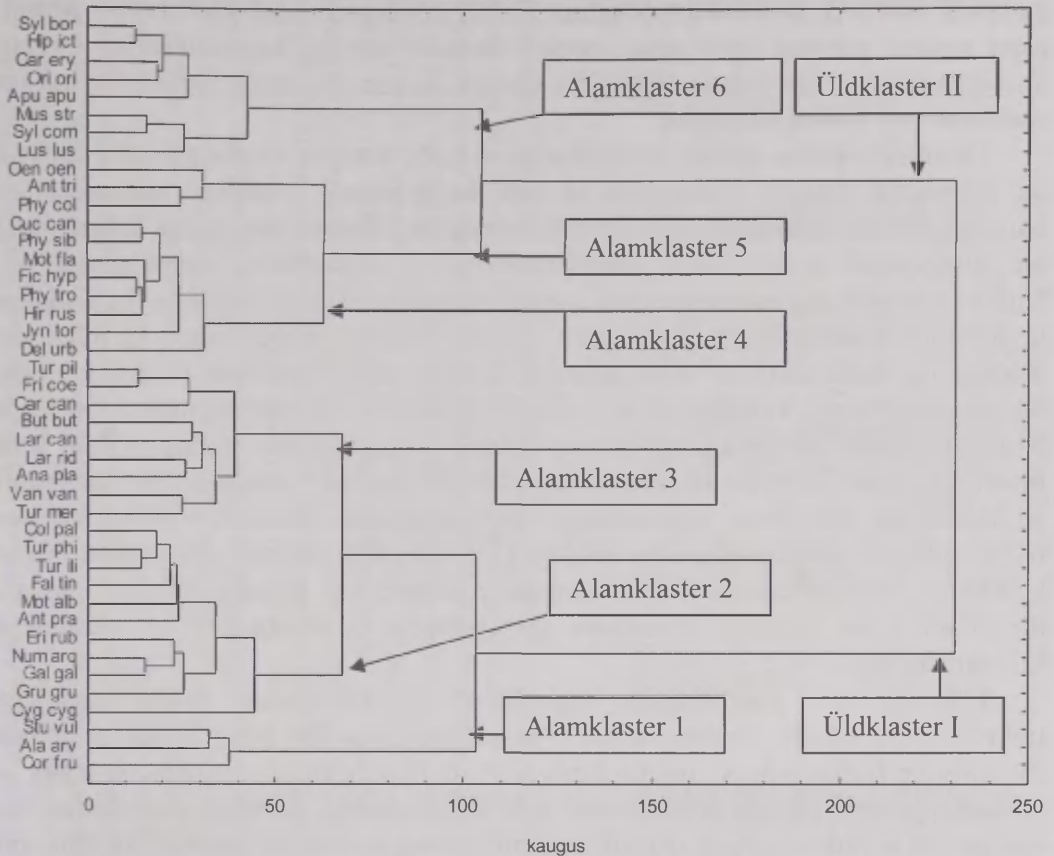 Syl bor
Hip ict
Car ery
Ori ori
Apu apu
Mus str
Syl com
Lus lus
Oen oen
Ant tri
Phy col
Cuc can
Phy sib
Mot fla
Fic hyp
Phy tro
Hir rus
Jyn tor
Del urb
Tur pil
Fri coe
Car can
But but
Lar can
Lar rid
Ana pla
Van van
Tur mer
Col pal
Tur phi
Tur ili
Fal tin
Mot alb
Ant pra
Eri rub
Num arq
Gal gal
Gru gru
Cyg cyg
Stu vul
Ala arv
Cor fru
Alamklaster 6
Üldklaster II
Alamklaster 5
Alamklaster 4
Alamklaster 3
Alamklaster 2
Alamklaster 1
Üldklaster I
0 50 100 150 200 250
kaugus